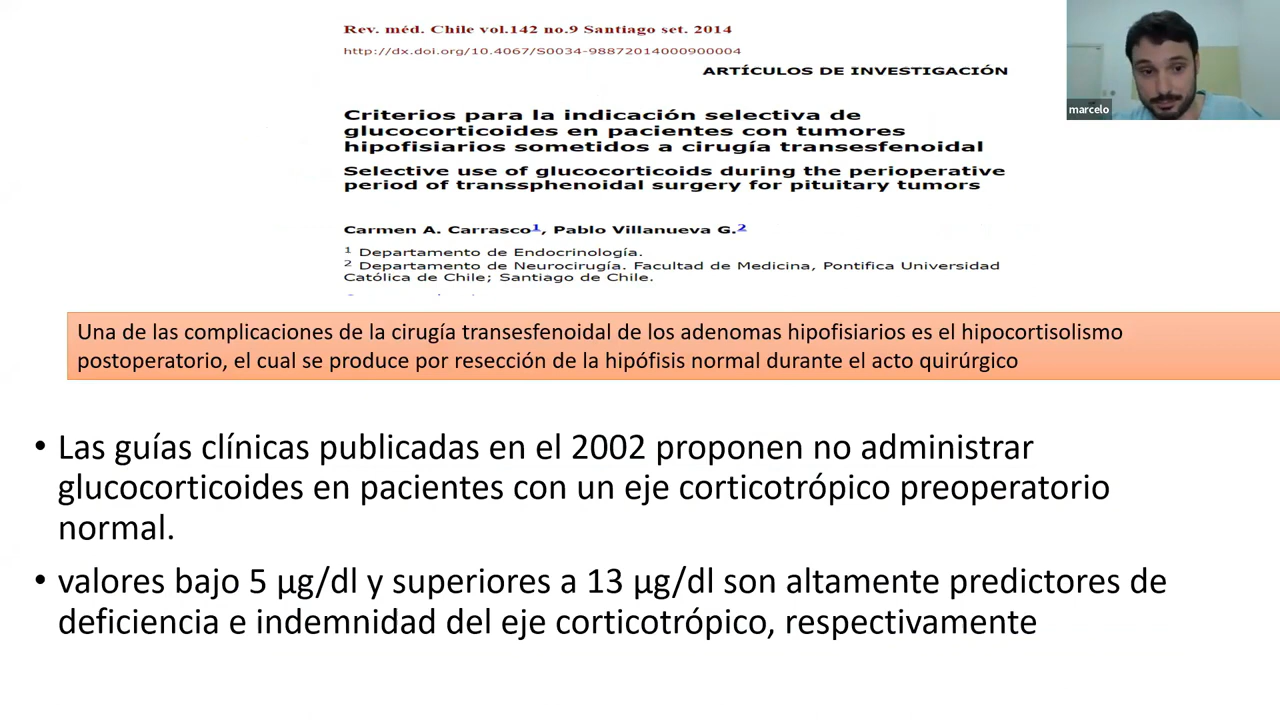 Rev. méd. Chile vol.142 no.9 Santiago set. 2014
http://dx.doi.org/10.4067/S0034-98872014000900004
ARTÍCULOS DE INVESTIGACIÓN
marcelo
Criterios para la indicación selectiva de
glucocorticoides en pacientes con tumores
hipofisiarios sometidos a cirugía transesfenoidal
Selective use of glucocorticoids during the perioperative
period of transsphenoidal surgery for pituitary tumors
Carmen A. Carrasco1, Pablo Villanueva G.2
1 Departamento de Endocrinología.
2 Departamento de Neurocirugía. Facultad de Medicina, Pontifica Universidad
Católica de Chile; Santiago de Chile.
Una de las complicaciones de la cirugía transesfenoidal de los adenomas hipofisiarios es el hipocortisolismo
postoperatorio, el cual se produce por resección de la hipófisis normal durante el acto quirúrgico
• Las guías clínicas publicadas en el 2002 proponen no administrar
glucocorticoides en pacientes con un eje corticotrópico preoperatorio
normal.
• valores bajo 5 µg/dl y superiores a 13 µg/dl son altamente predictores de
deficiencia e indemnidad del eje corticotrópico, respectivamente